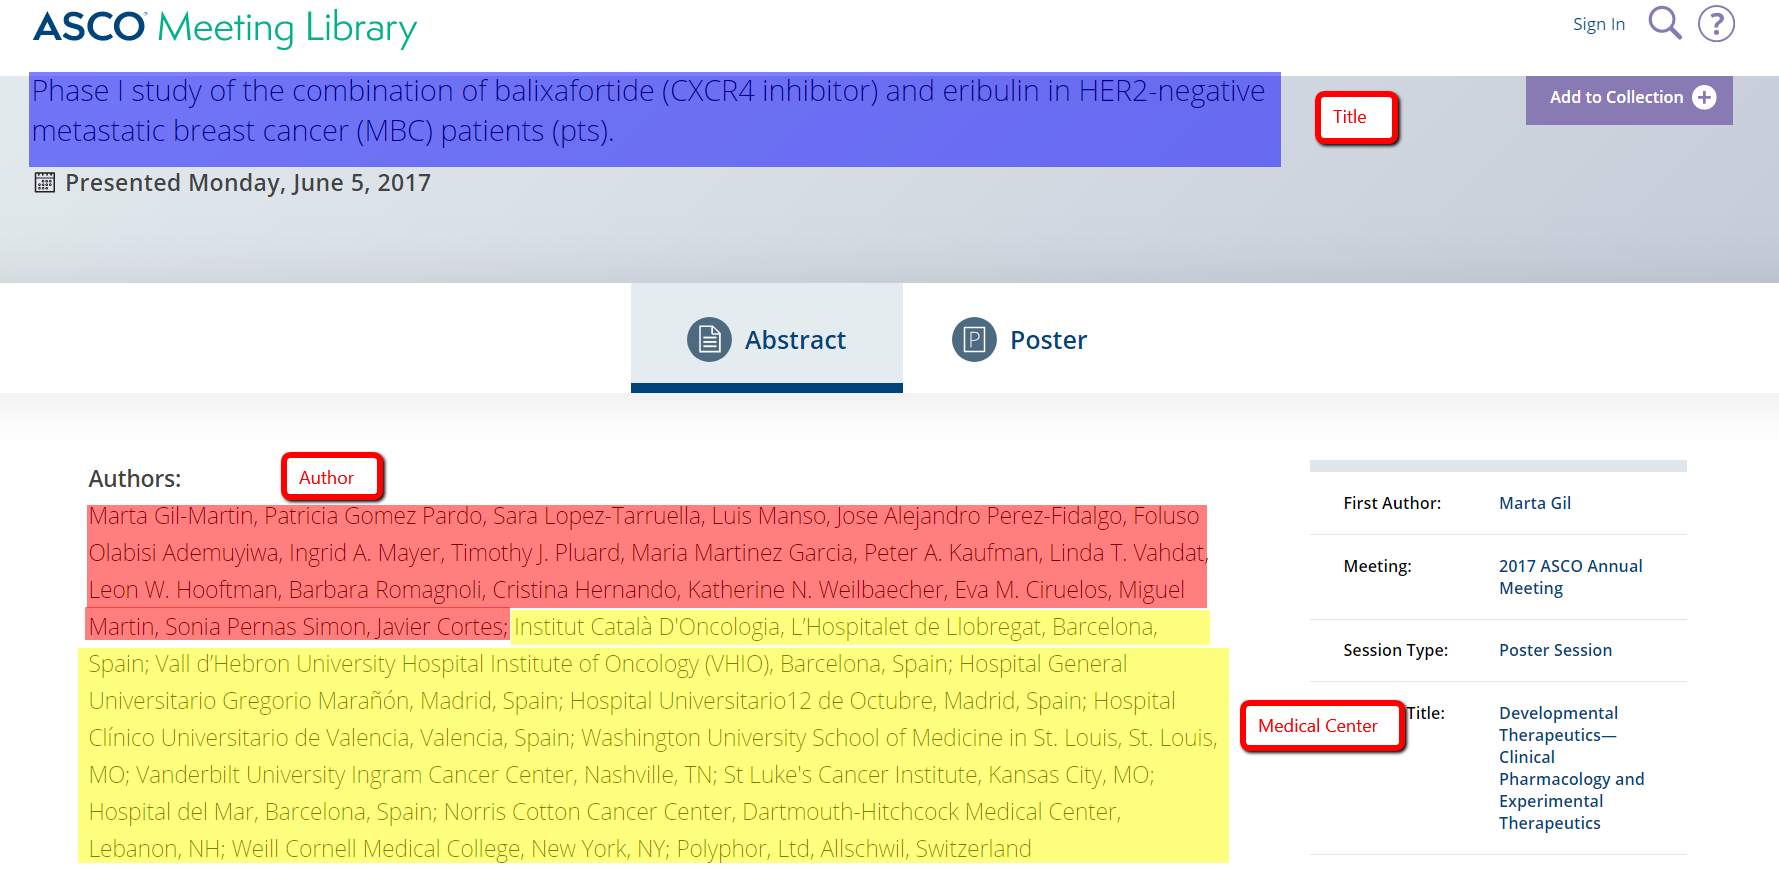 ASCO Meeting Library
Sign In
?
Phase I study of the combination of balixafortide (CXCR4 inhibitor) and eribulin in HER2-negative
metastatic breast cancer (MBC) patients (pts).
Title
Add to Collection
Presented Monday, June 5, 2017
Abstract
P Poster
Authors:
Author
Marta Gil-Martin, Patricia Gomez Pardo, Sara Lopez-Tarruella, Luis Manso, Jose Alejandro Perez-Fidalgo, Foluso
Olabisi Ademuyiwa, Ingrid A. Mayer, Timothy J. Pluard, Maria Martinez Garcia, Peter A. Kaufman, Linda T. Vahdat,
Leon W. Hooftman, Barbara Romagnoli, Cristina Hernando, Katherine N. Weilbaecher, Eva M. Ciruelos, Miguel
Martin, Sonia Pernas Simon, Javier Cortes; Institut Català D'Oncologia, L’Hospitalet de Llobregat, Barcelona,
Spain; Vall d’Hebron University Hospital Institute of Oncology (VHIO), Barcelona, Spain; Hospital General
Universitario Gregorio Marañón, Madrid, Spain; Hospital Universitario12 de Octubre, Madrid, Spain; Hospital
Clínico Universitario de Valencia, Valencia, Spain; Washington University School of Medicine in St. Louis, St. Louis,
MO; Vanderbilt University Ingram Cancer Center, Nashville, TN; St Luke's Cancer Institute, Kansas City, MO;
Hospital del Mar, Barcelona, Spain; Norris Cotton Cancer Center, Dartmouth-Hitchcock Medical Center,
Lebanon, NH; Weill Cornell Medical College, New York, NY; Polyphor, Ltd, Allschwil, Switzerland
Medical Center
First Author: Marta Gil
Meeting: 2017 ASCO Annual
Meeting
Session Type: Poster Session
Title: Developmental
Therapeutics—
Clinical
Pharmacology and
Experimental
Therapeutics